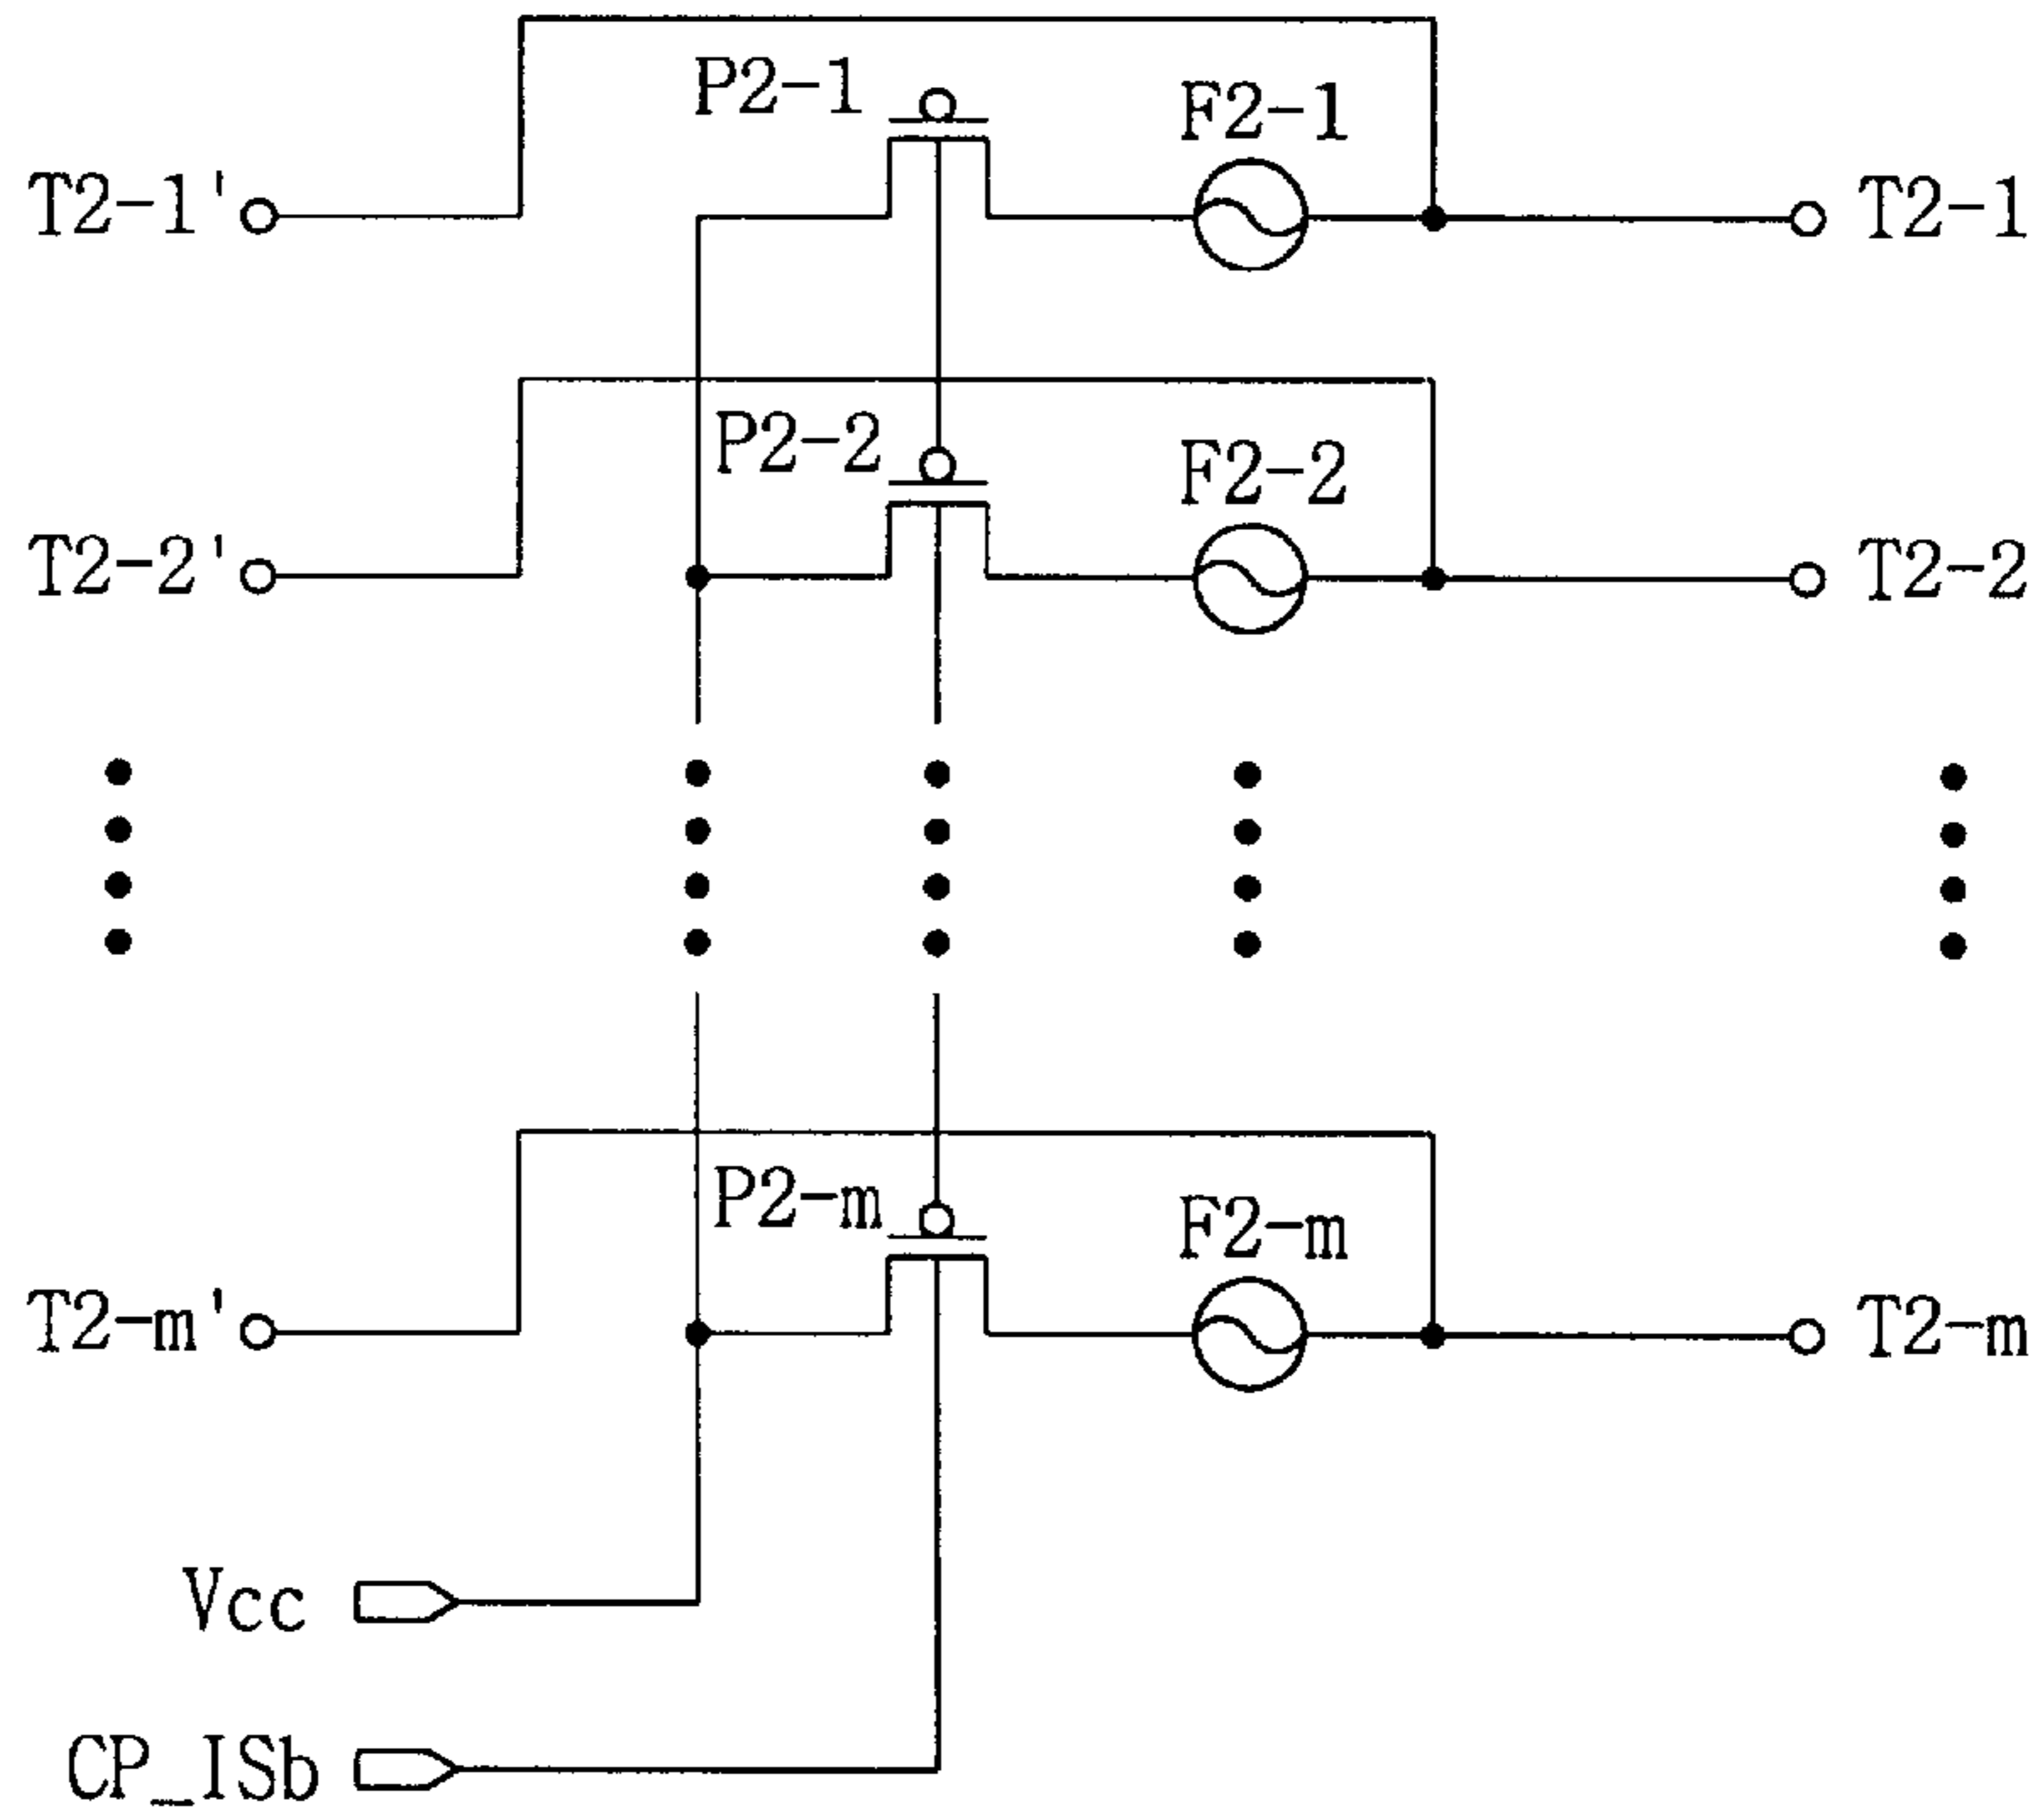 P2-1
F2-1
T2-1'
T2-1
P2-2
F2-2
T2-2'
T2-2
P2-m
F2-m
T2-m'
T2-m
Vcc
CP_ISb